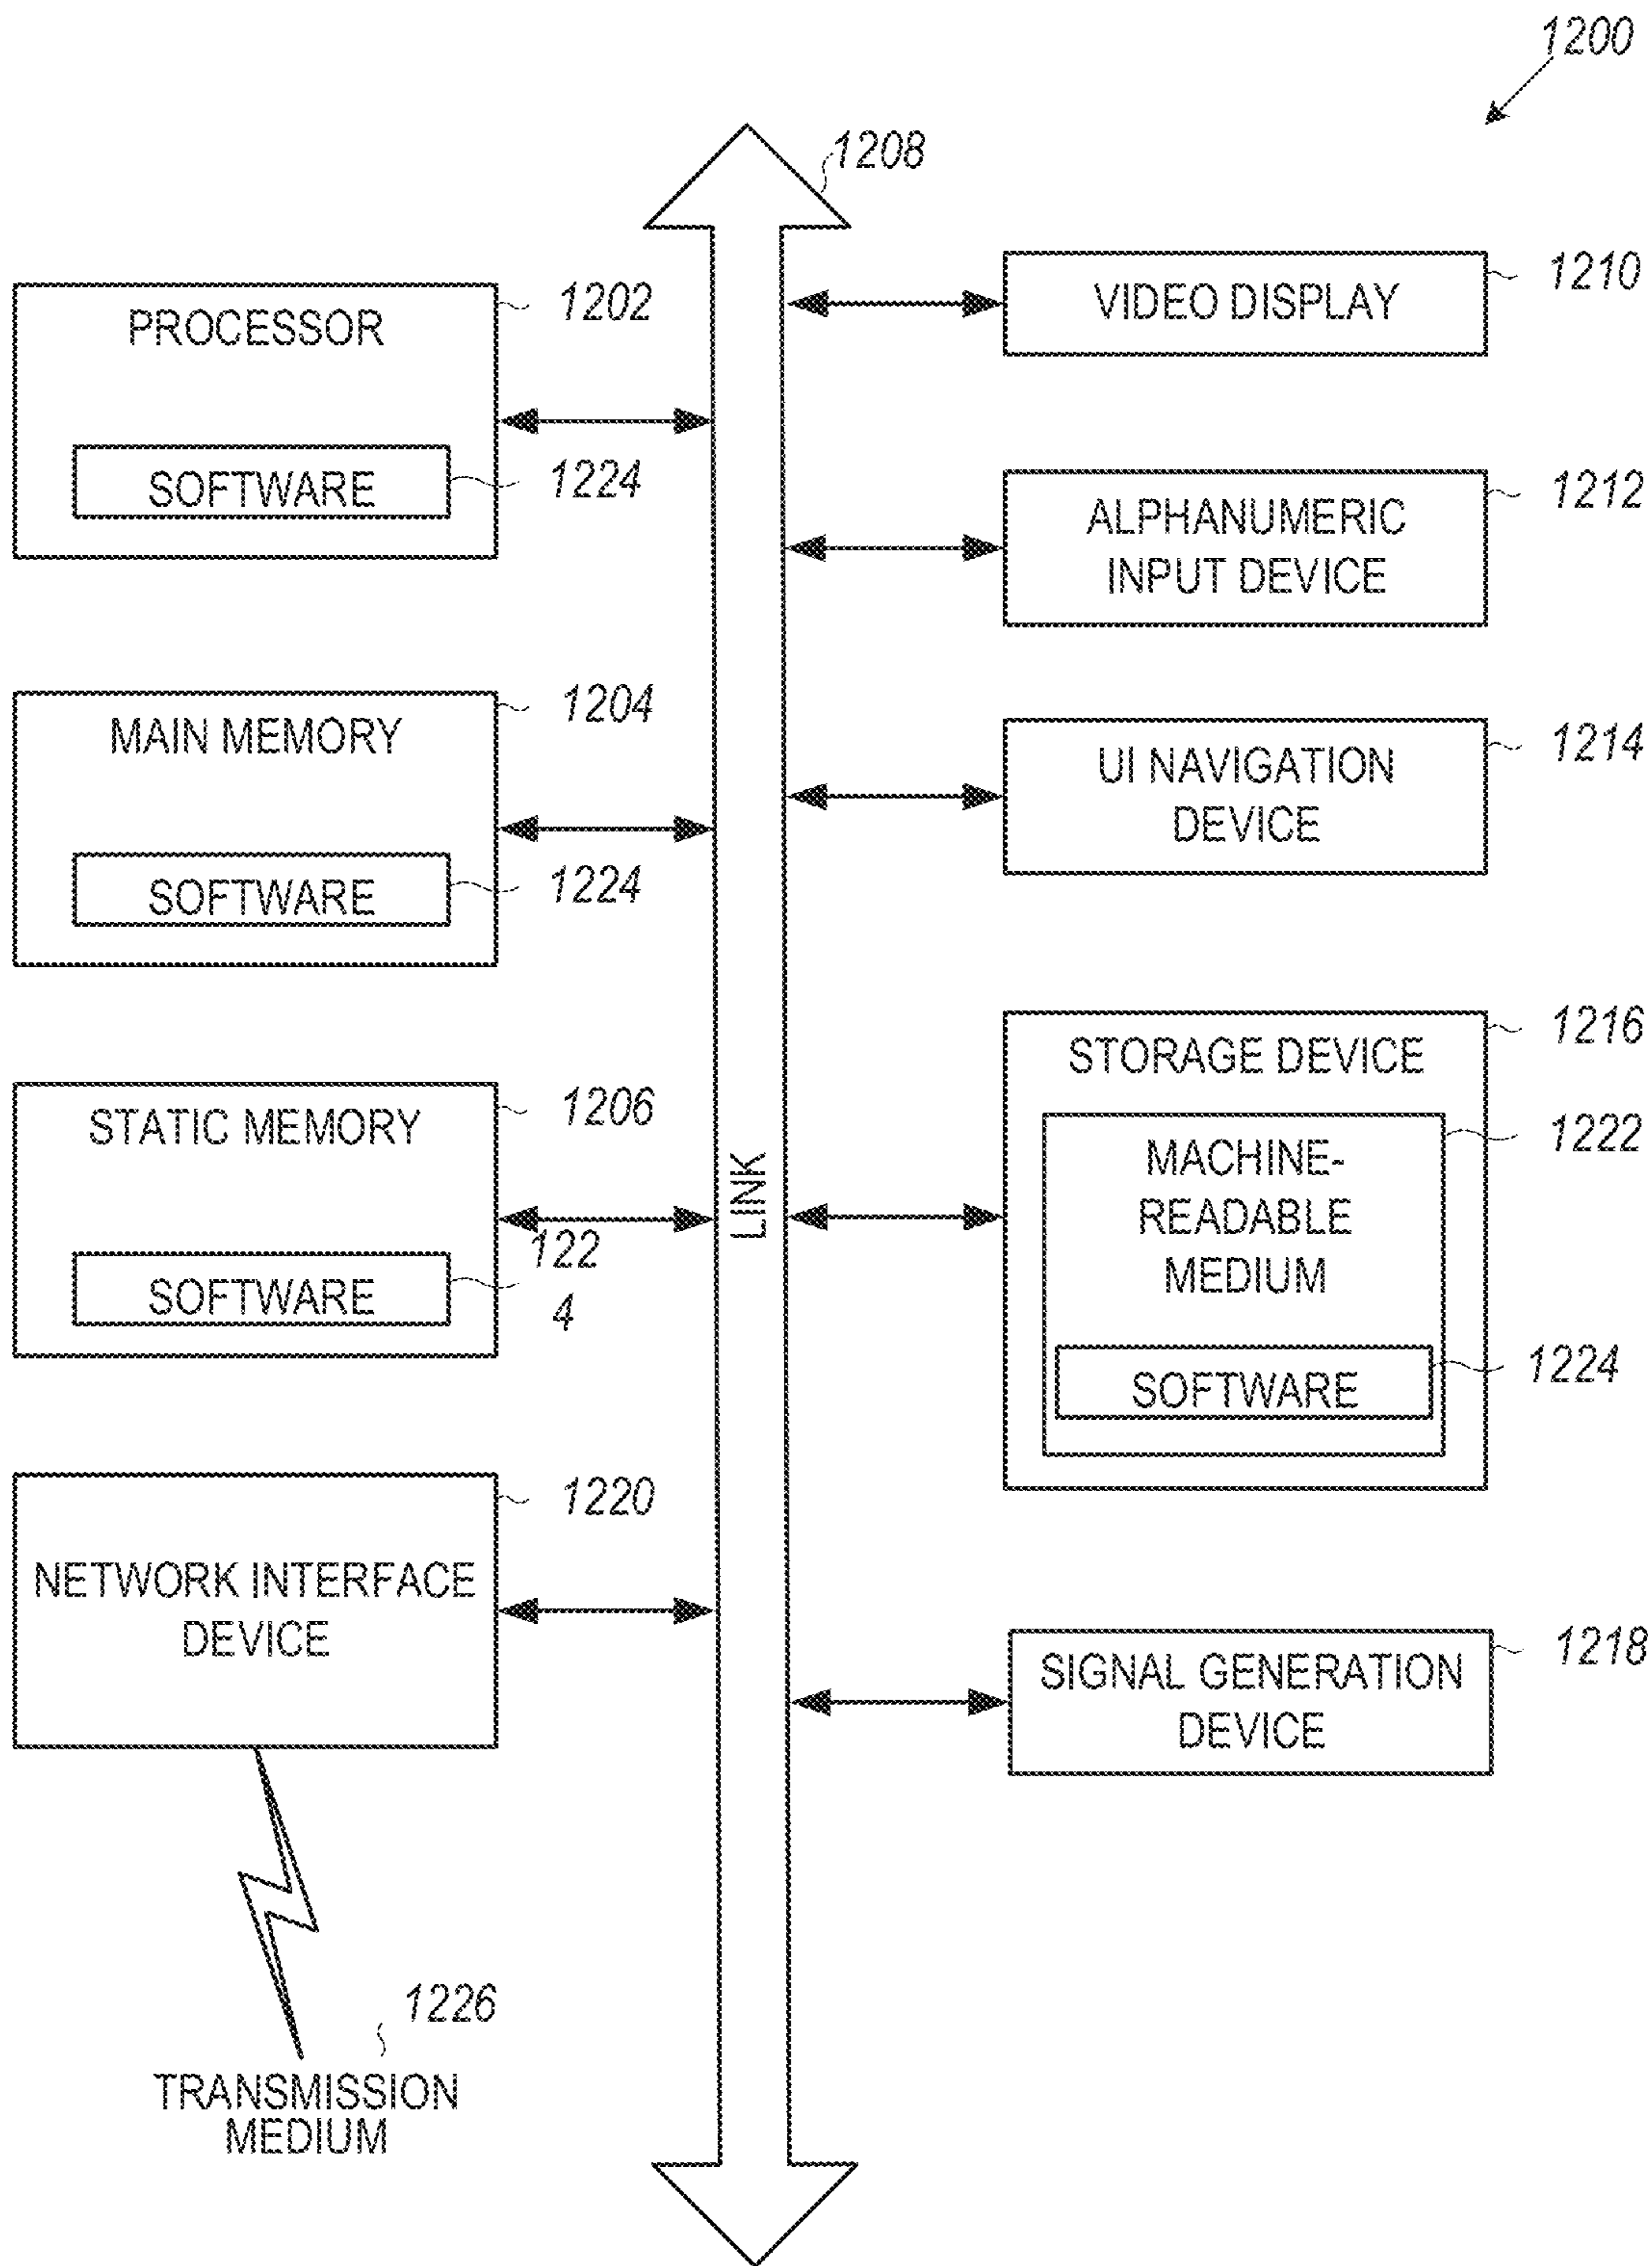 1200
1208
PROCESSOR
1202
SOFTWARE
1224
MAIN MEMORY
1204
SOFTWARE
1224
STATIC MEMORY
1206
SOFTWARE
122
4
NETWORK INTERFACE
DEVICE
1220
1226
TRANSMISSION
MEDIUM
LINK
VIDEO DISPLAY
1210
ALPHANUMERIC
INPUT DEVICE
1212
UI NAVIGATION
DEVICE
1214
STORAGE DEVICE
1216
MACHINE-
READABLE
MEDIUM
1222
SOFTWARE
1224
SIGNAL GENERATION
DEVICE
1218